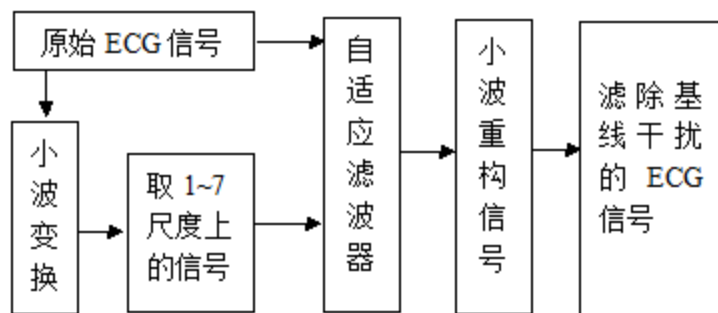 原始 ECG 信号
小
波
变
换
取 1~7
尺度上
的信号
自
适
应
滤
波
器
小
波
重
构
信
号
滤除基
线干扰
的 ECG
信号